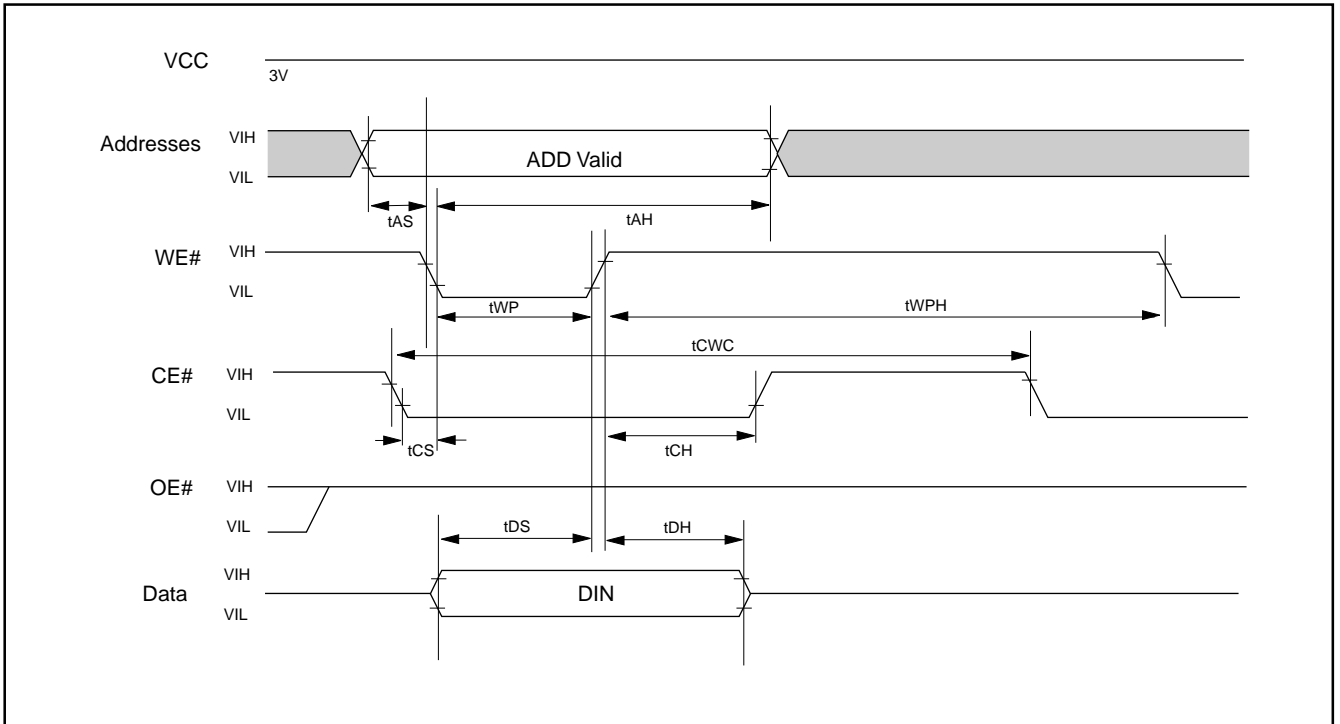 VCC
3V
Addresses
VIH
ADD Valid
VIL
tAS
tAH
WE#
VIH
VIL
tWP
tWPH
tCWC
CE#
VIH
VIL
tCS
tCH
OE#
VIH
VIL
tDS
tDH
Data
VIH
DIN
VIL